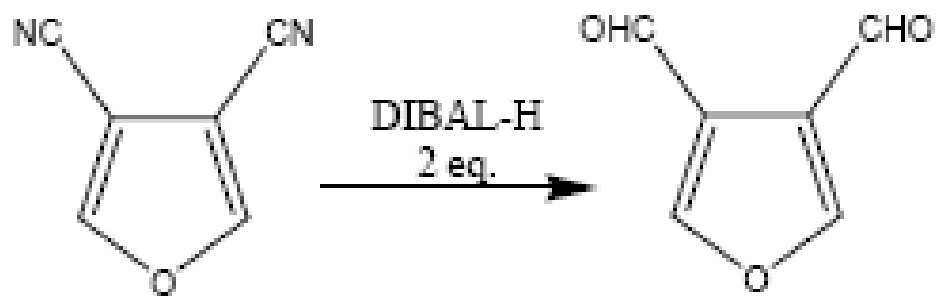 NC CN
OHC CHO
DIBAL-H
2 eq.
O
O